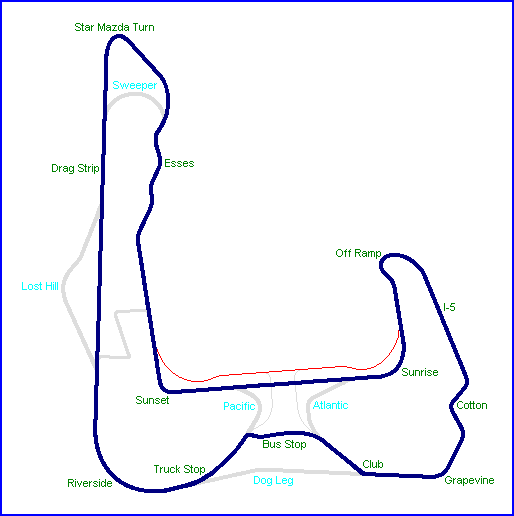 Star Mazda Turn
Sweeper
Esses
Drag Strip
Off Ramp
Lost Hill
I-5
Sunrise
Sunset
Pacific
Atlantic
Cotton
Bus Stop
Club
Truck Stop
Dog Leg
Riverside
Grapevine